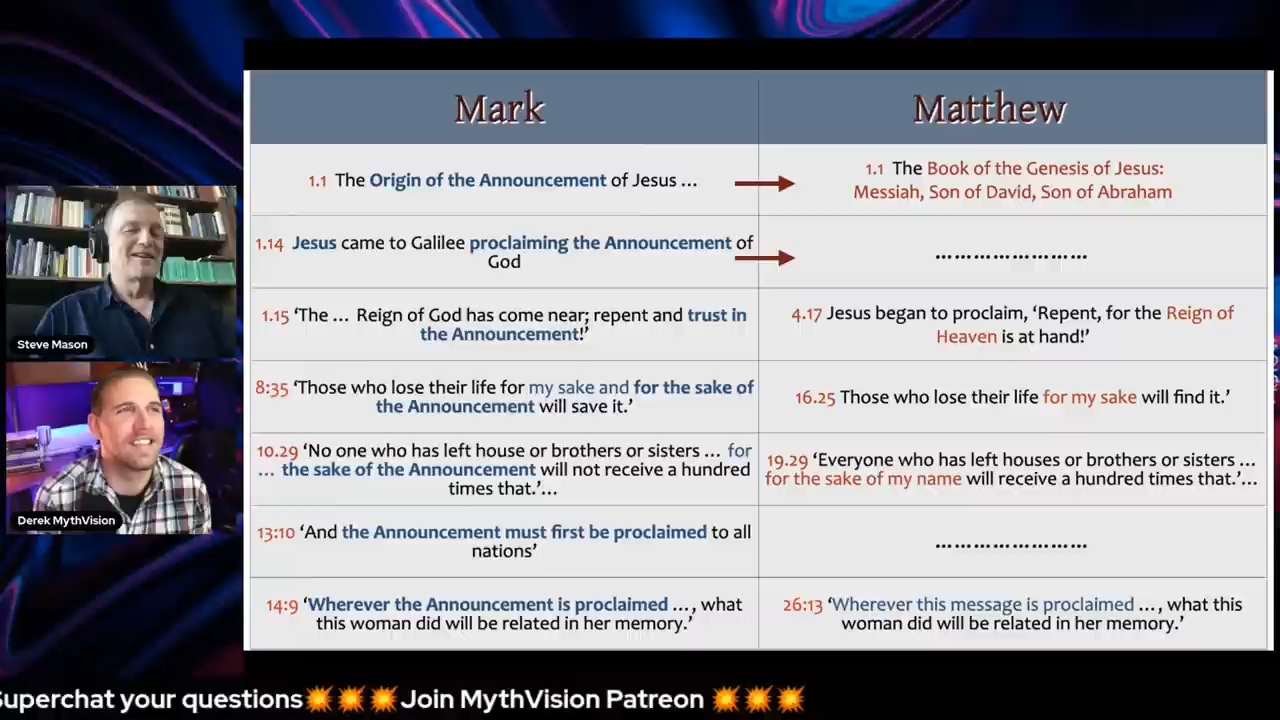 Mark
Matthew
1.1 The Origin of the Announcement of Jesus ...
1.1 The Book of the Genesis of Jesus:
Messiah, Son of David, Son of Abraham
1.14 Jesus came to Galilee proclaiming the Announcement of
God
........................
1.15 ‘The ... Reign of God has come near; repent and trust in
the Announcement!’
4.17 Jesus began to proclaim, ‘Repent, for the Reign of
Heaven is at hand!’
8:35 ‘Those who lose their life for my sake and for the sake of
the Announcement will save it.’
16.25 Those who lose their life for my sake will find it.’
10.29 ‘No one who has left house or brothers or sisters ... for
... the sake of the Announcement will not receive a hundred
times that.’...
19.29 ‘Everyone who has left houses or brothers or sisters ...
for the sake of my name will receive a hundred times that.’...
13:10 ‘And the Announcement must first be proclaimed to all
nations’
........................
14:9 ‘Wherever the Announcement is proclaimed ..., what
this woman did will be related in her memory.’
26:13 ‘Wherever this message is proclaimed ..., what this
woman did will be related in her memory.’
Steve Mason
Derek MythVision
Superchat your questions💥💥💥Join MythVision Patreon 💥💥💥